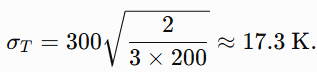 σ_T = 300√(2/(3 × 200)) ≈ 17.3 K.